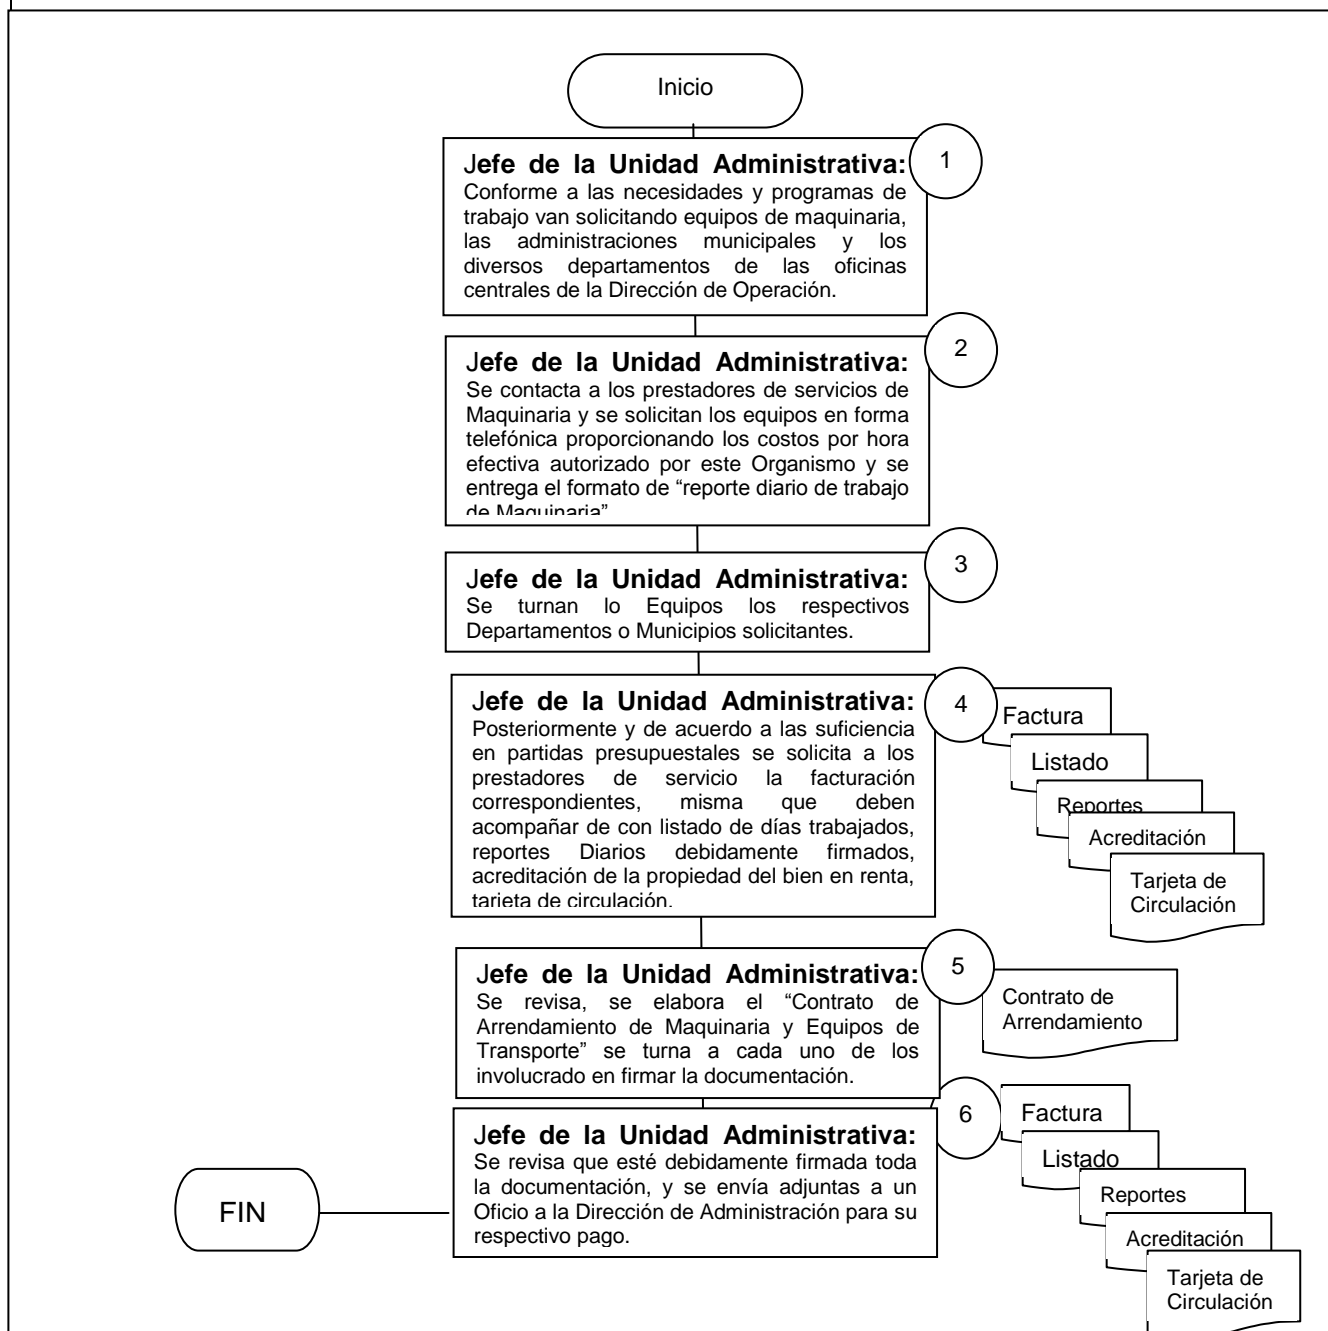 Inicio
1
Jefe de la Unidad Administrativa:
Conforme a las necesidades y programas de
trabajo van solicitando equipos de maquinaria,
las administraciones municipales y los
diversos departamentos de las oficinas
centrales de la Dirección de Operación.
2
Jefe de la Unidad Administrativa:
Se contacta a los prestadores de servicios de
Maquinaria y se solicitan los equipos en forma
telefónica proporcionando los costos por hora
efectiva autorizado por este Organismo y se
entrega el formato de “reporte diario de trabajo
de Maquinaria”
3
Jefe de la Unidad Administrativa:
Se turnan lo Equipos los respectivos
Departamentos o Municipios solicitantes.
4
Jefe de la Unidad Administrativa:
Posteriormente y de acuerdo a las suficiencia
en partidas presupuestales se solicita a los
prestadores de servicio la facturación
correspondientes, misma que deben
acompañar de con listado de días trabajados,
reportes Diarios debidamente firmados,
acreditación de la propiedad del bien en renta,
tarjeta de circulación.
Factura
Listado
Reportes
Acreditación
Tarjeta de
Circulación
5
Jefe de la Unidad Administrativa:
Se revisa, se elabora el “Contrato de
Arrendamiento de Maquinaria y Equipos de
Transporte” se turna a cada uno de los
involucrado en firmar la documentación.
Contrato de
Arrendamiento
6
Jefe de la Unidad Administrativa:
Se revisa que esté debidamente firmada toda
la documentación, y se envía adjuntas a un
Oficio a la Dirección de Administración para su
respectivo pago.
Factura
Listado
Reportes
Acreditación
Tarjeta de
Circulación
FIN